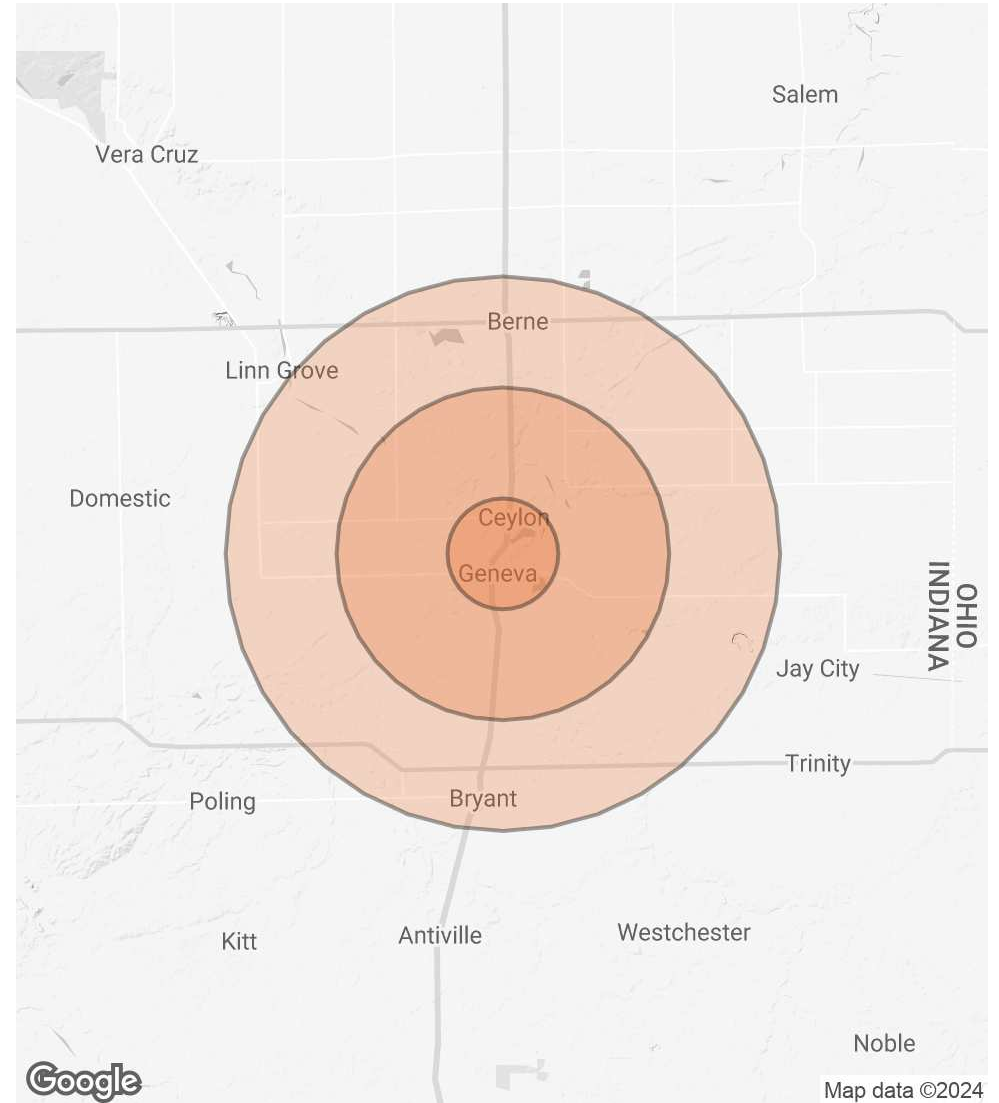 Salem
Vera Cruz
Berne
Linn Grove
Domestic
Ceylon
Geneva
OHIO
INDIANA
Jay City
Trinity
Poling
Bryant
Kitt
Antiville
Westchester
Noble
Google
Map data ©2024